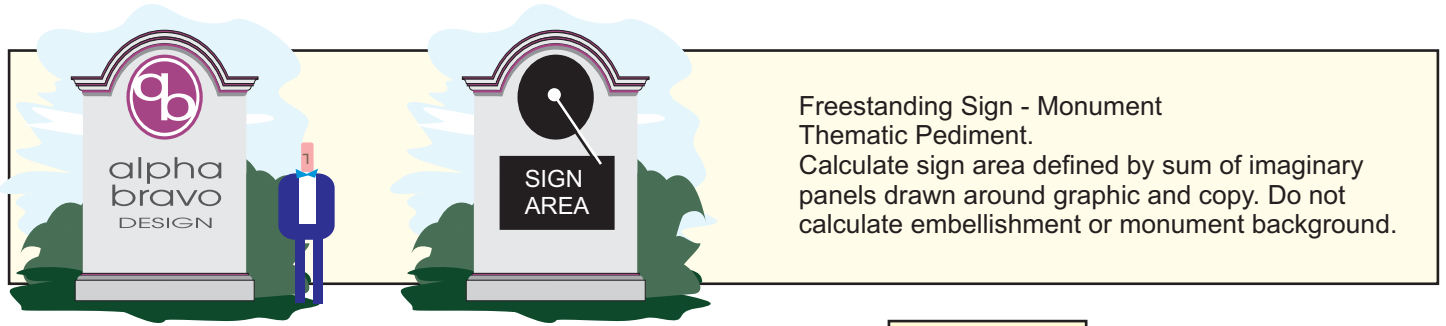 ab
alpha
bravo
DESIGN
SIGN
AREA
Freestanding Sign - Monument
Thematic Pediment.
Calculate sign area defined by sum of imaginary
panels drawn around graphic and copy. Do not
calculate embellishment or monument background.